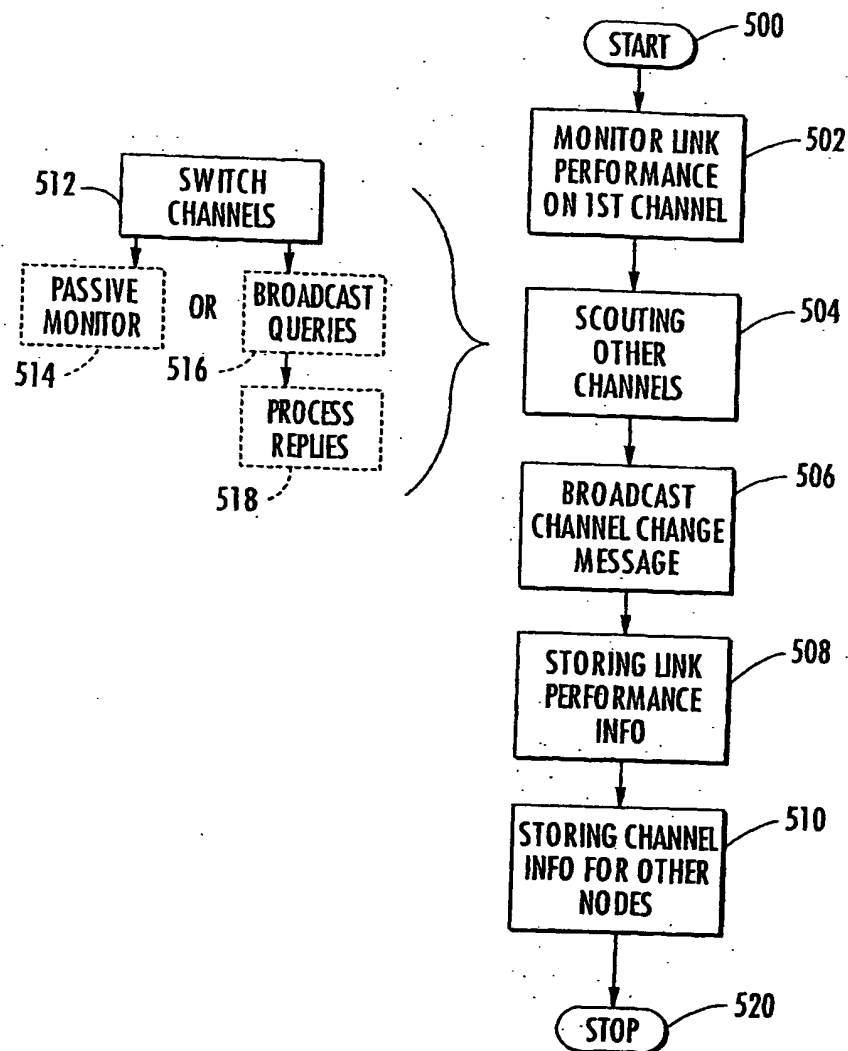 START
500
MONITOR LINK
PERFORMANCE
ON 1ST CHANNEL
502
SCOUTING
OTHER
CHANNELS
504
512
SWITCH
CHANNELS
PASSIVE
MONITOR
514
OR
BROADCAST
QUERIES
516
PROCESS
REPLIES
518
BROADCAST
CHANNEL CHANGE
MESSAGE
506
STORING LINK
PERFORMANCE
INFO
508
STORING CHANNEL
INFO FOR OTHER
NODES
510
STOP
520